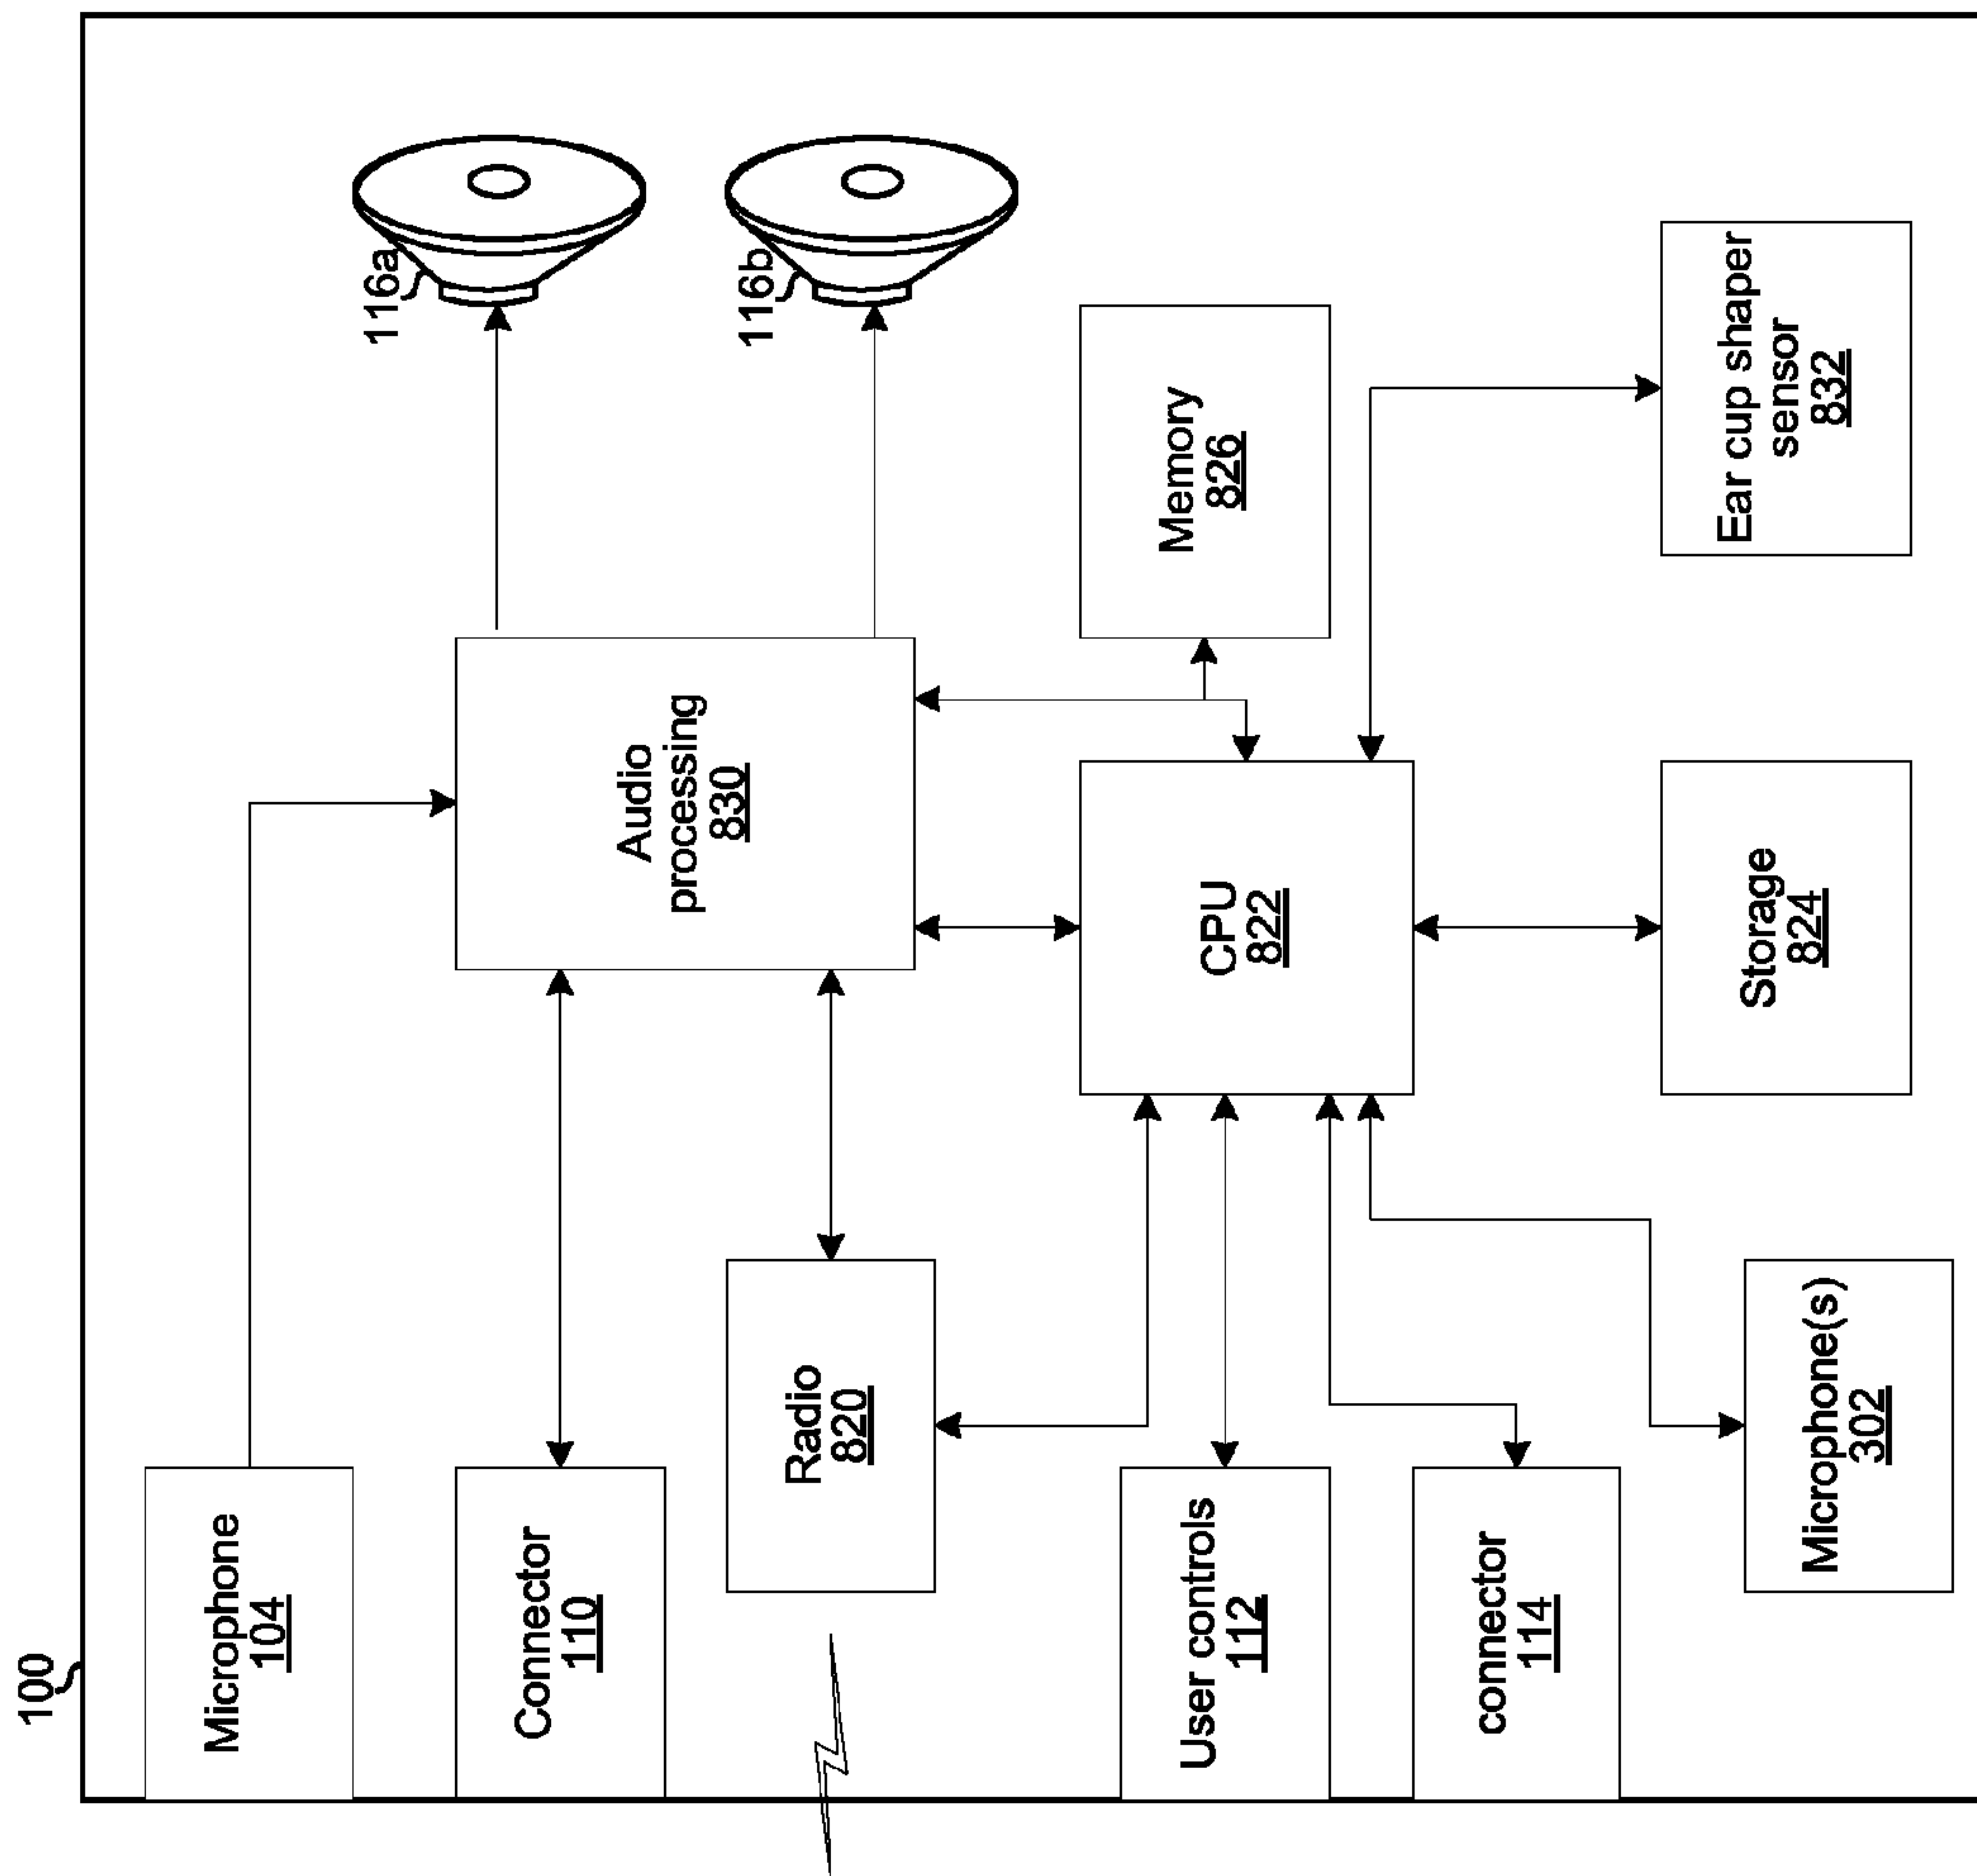 100
Microphone
104
Connector
110
Radio
820
User controls
112
connector
114
Microphone(s)
302
Audio
processing
830
CPU
822
Storage
824
116a
116b
Memory
826
Ear cup shaper
sensor
832